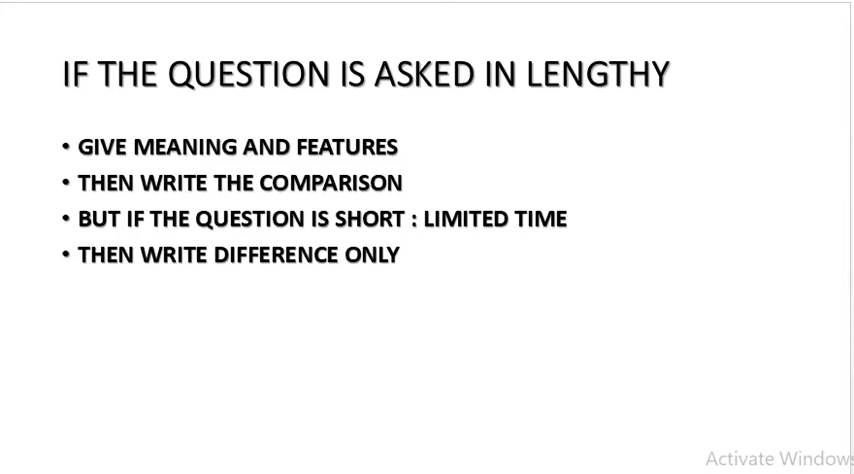 IF THE QUESTION IS ASKED IN LENGTHY
• GIVE MEANING AND FEATURES
• THEN WRITE THE COMPARISON
• BUT IF THE QUESTION IS SHORT : LIMITED TIME
• THEN WRITE DIFFERENCE ONLY
Activate Windows